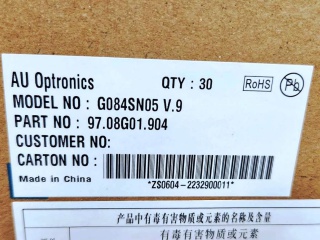 AU Optronics QTY : 30 RoHS Pb
MODEL NO : G084SN05 V.9
PART NO : 97.08G01.904
CUSTOMER NO:
CARTON NO :
*ZS0604-2232900011*
Made in China
产品中有毒有害物质或元素的名称及含量
有毒有害物质或元素